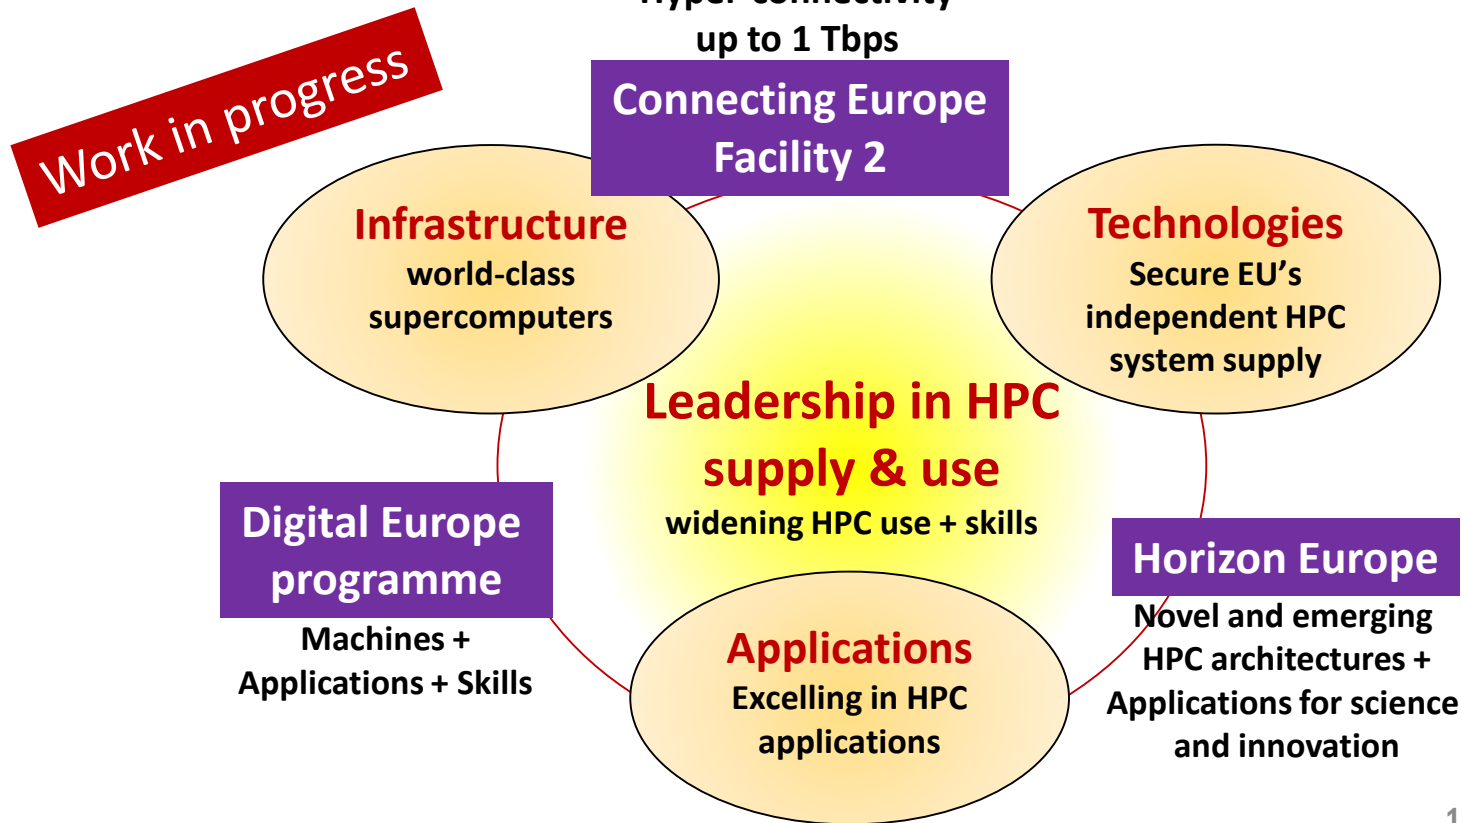 Hyper-connectivity
up to 1 Tbps
Work in progress
Connecting Europe
Facility 2
Infrastructure
world-class
supercomputers
Technologies
Secure EU’s
independent HPC
system supply
Leadership in HPC
supply & use
widening HPC use + skills
Digital Europe
programme
Machines +
Applications + Skills
Horizon Europe
Novel and emerging
HPC architectures +
Applications for science
and innovation
Applications
Excelling in HPC
applications